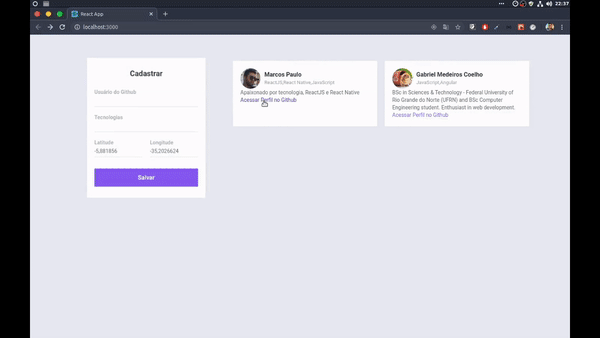 22:37
React App
localhost:3000
Cadastrar
Usuário do Github
Tecnologias
Latitude Longitude
-5,881856 -35,2026624
Salvar
Marcos Paulo
ReactJS,React Native,JavaScript
Apaixonado por tecnologia, ReactJS e React Native
Acessar Perfil no Github
Gabriel Medeiros Coelho
JavaScript,Angular
BSc in Sciences & Technology - Federal University of
Rio Grande do Norte (UFRN) and BSc Computer
Engineering student. Enthusiast in web development.
Acessar Perfil no Github